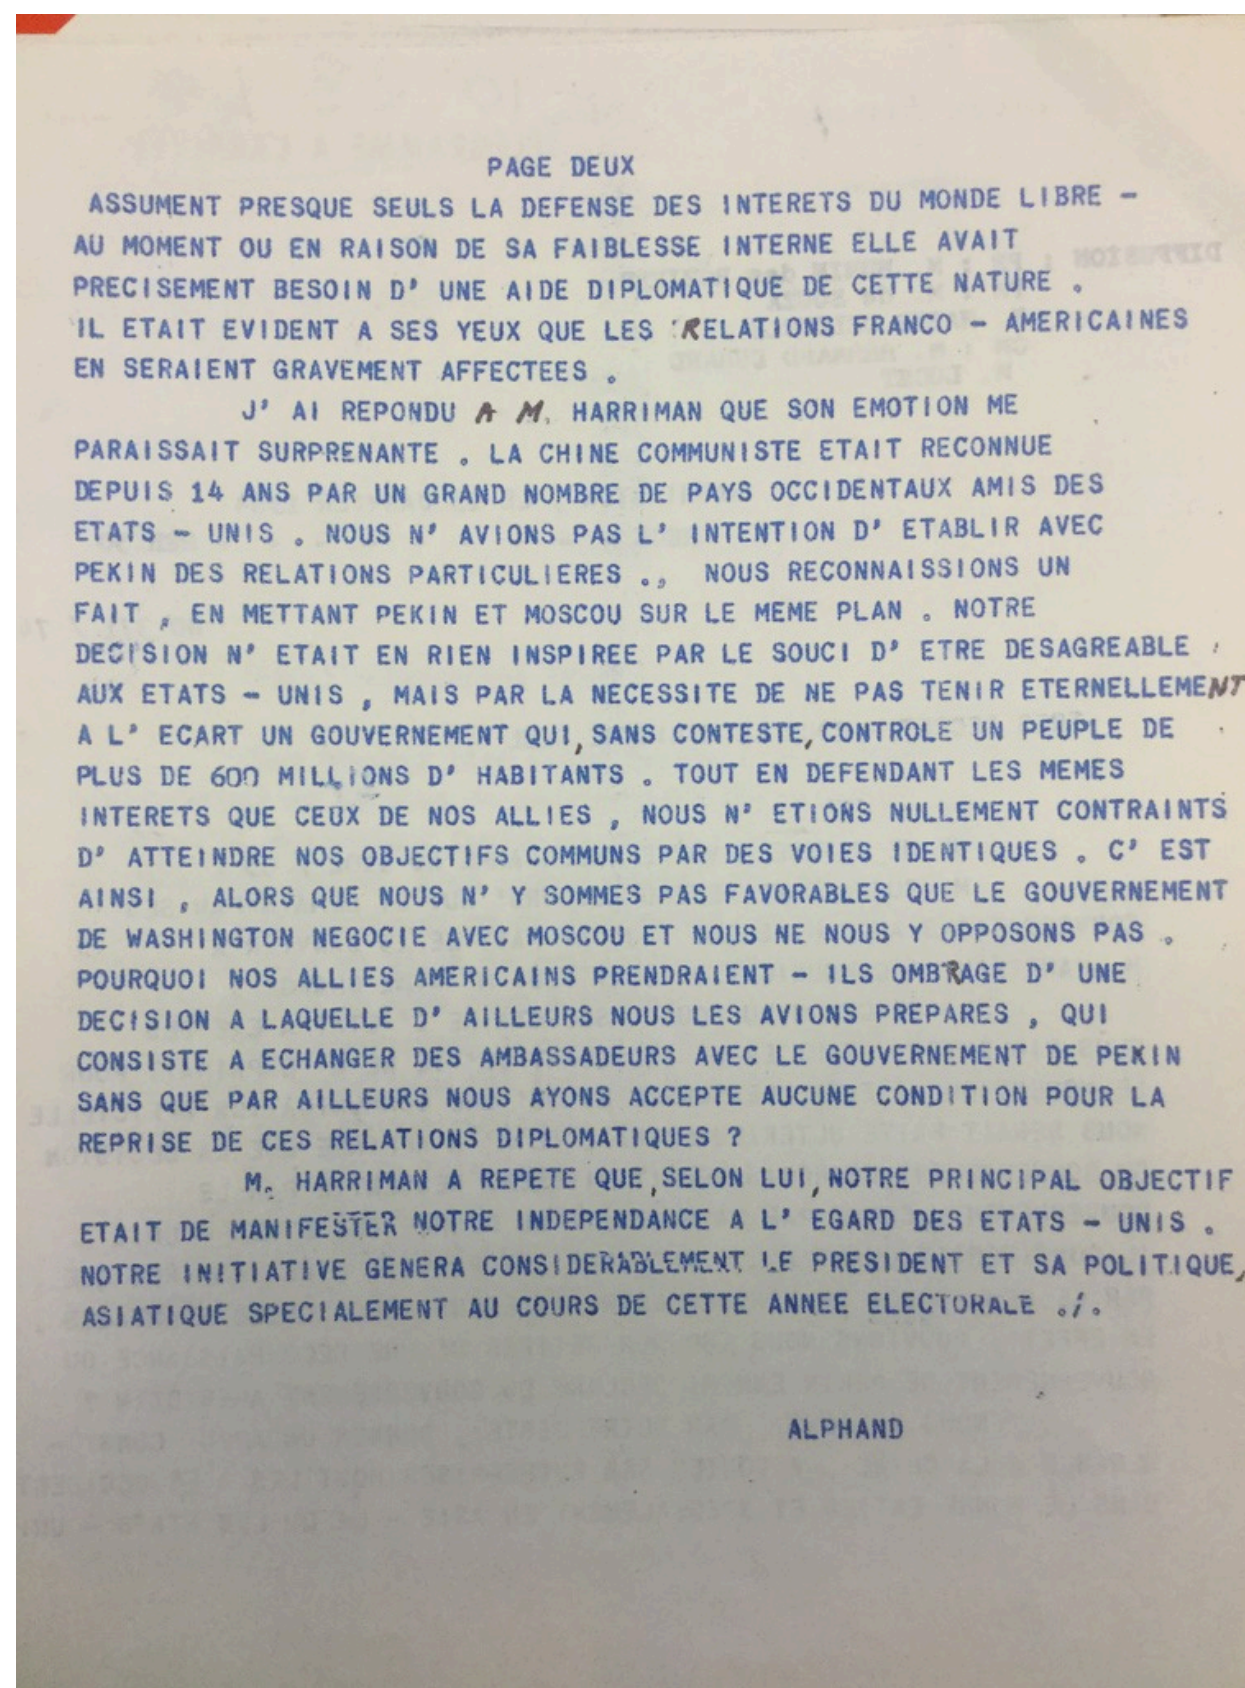 PAGE DEUX
ASSUMENT PRESQUE SEULS LA DEFENSE DES INTERETS DU MONDE LIBRE -
AU MOMENT OU EN RAISON DE SA FAIBLESSE INTERNE ELLE AVAIT
PRECISEMENT BESOIN D' UNE AIDE DIPLOMATIQUE DE CETTE NATURE .
IL ETAIT EVIDENT A SES YEUX QUE LES RELATIONS FRANCO - AMERICAINES
EN SERAIENT GRAVEMENT AFFECTEES .
J' AI REPONDU A M. HARRIMAN QUE SON EMOTION ME
PARAISSAIT SURPRENANTE . LA CHINE COMMUNISTE ETAIT RECONNUE
DEPUIS 14 ANS PAR UN GRAND NOMBRE DE PAYS OCCIDENTAUX AMIS DES
ETATS - UNIS . NOUS N' AVIONS PAS L' INTENTION D' ETABLIR AVEC
PEKIN DES RELATIONS PARTICULIERES ., NOUS RECONNAISSIONS UN
FAIT , EN METTANT PEKIN ET MOSCOU SUR LE MEME PLAN . NOTRE
DECISION N' ETAIT EN RIEN INSPIREE PAR LE SOUCI D' ETRE DESAGREABLE
AUX ETATS - UNIS , MAIS PAR LA NECESSITE DE NE PAS TENIR ETERNELLEMENT
A L' ECART UN GOUVERNEMENT QUI, SANS CONTESTE, CONTROLE UN PEUPLE DE
PLUS DE 600 MILLIONS D' HABITANTS . TOUT EN DEFENDANT LES MEMES
INTERETS QUE CEUX DE NOS ALLIES , NOUS N' ETIONS NULLEMENT CONTRAINTS
D' ATTEINDRE NOS OBJECTIFS COMMUNS PAR DES VOIES IDENTIQUES . C' EST
AINSI , ALORS QUE NOUS N' Y SOMMES PAS FAVORABLES QUE LE GOUVERNEMENT
DE WASHINGTON NEGOCIE AVEC MOSCOU ET NOUS NE NOUS Y OPPOSONS PAS .
POURQUOI NOS ALLIES AMERICAINS PRENDRAIENT - ILS OMBRAGE D' UNE
DECISION A LAQUELLE D' AILLEURS NOUS LES AVIONS PREPARES , QUI
CONSISTE A ECHANGER DES AMBASSADEURS AVEC LE GOUVERNEMENT DE PEKIN
SANS QUE PAR AILLEURS NOUS AYONS ACCEPTE AUCUNE CONDITION POUR LA
REPRISE DE CES RELATIONS DIPLOMATIQUES ?
M. HARRIMAN A REPETE QUE, SELON LUI, NOTRE PRINCIPAL OBJECTIF
ETAIT DE MANIFESTER NOTRE INDEPENDANCE A L' EGARD DES ETATS - UNIS .
NOTRE INITIATIVE GENERA CONSIDERABLEMENT LE PRESIDENT ET SA POLITIQUE,
ASIATIQUE SPECIALEMENT AU COURS DE CETTE ANNEE ELECTORALE ./.
ALPHAND